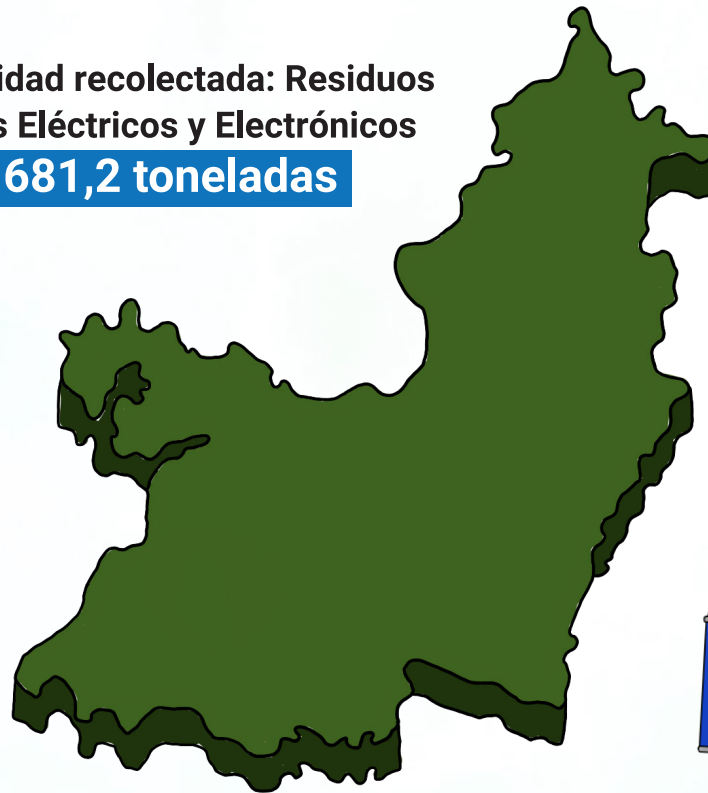 idad recolectada: Residuos
s Eléctricos y Electrónicos
681,2 toneladas